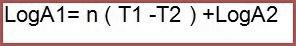 LogA1= n ( T1 -T2 ) +LogA2